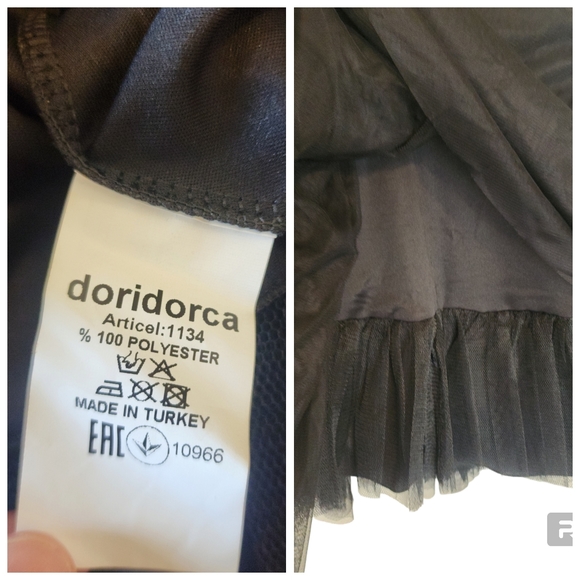 doridorca
Articel:1134
% 100 POLYESTER
MADE IN TURKEY
EAC 10966